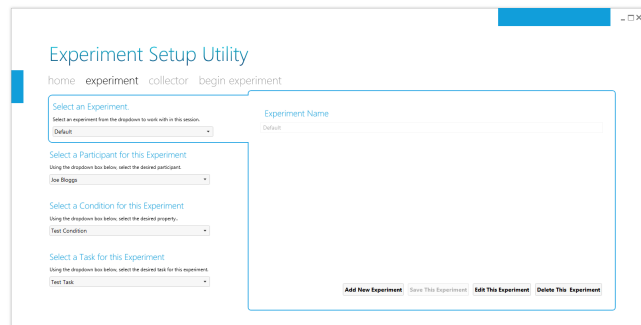 Experiment Setup Utility
home experiment collector begin experiment
Select an Experiment.
Select an experiment from the dropdown to work with in this session.
Default
Experiment Name
Default
Select a Participant for this Experiment
Using the dropdown box below, select the desired participant.
Joe Bloggs
Select a Condition for this Experiment
Using the dropdown box below, select the desired property.
Test Condition
Select a Task for this Experiment
Using the dropdown box below, select the desired task for this experiment.
Test Task
Add New Experiment Save This Experiment Edit This Experiment Delete This Experiment